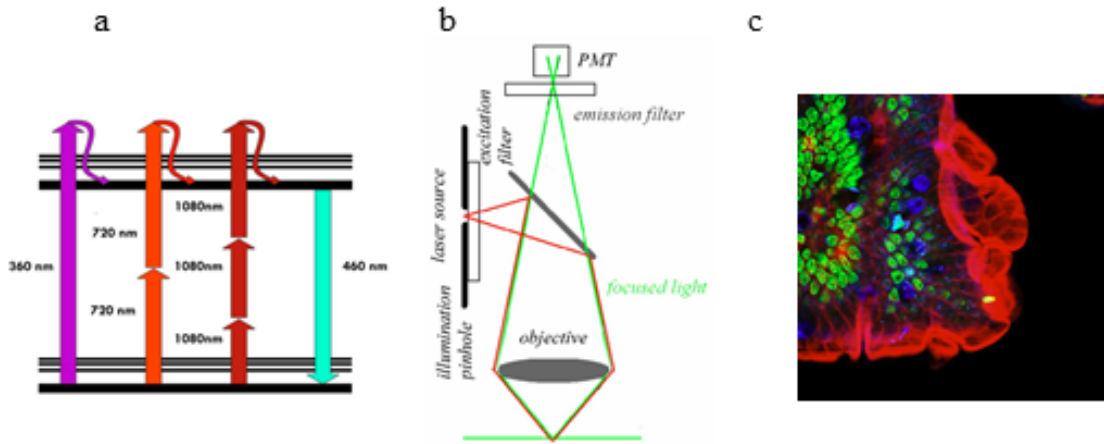 a
b
c
1080nm
720 nm
360 nm
1080nm
460 nm
720 nm
1080nm
PMT
emission filter
excitation
filter
laser source
illumination
pinhole
focused light
objective